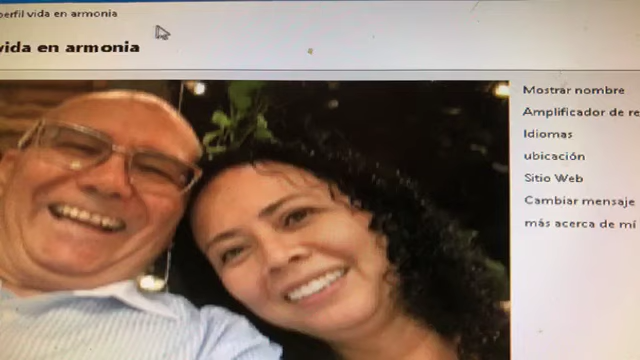 perfil vida en armonia
vida en armonia
Mostrar nombre
Amplificador de
Idiomas
ubicación
Sitio Web
Cambiar mensaje
más acerca de mí